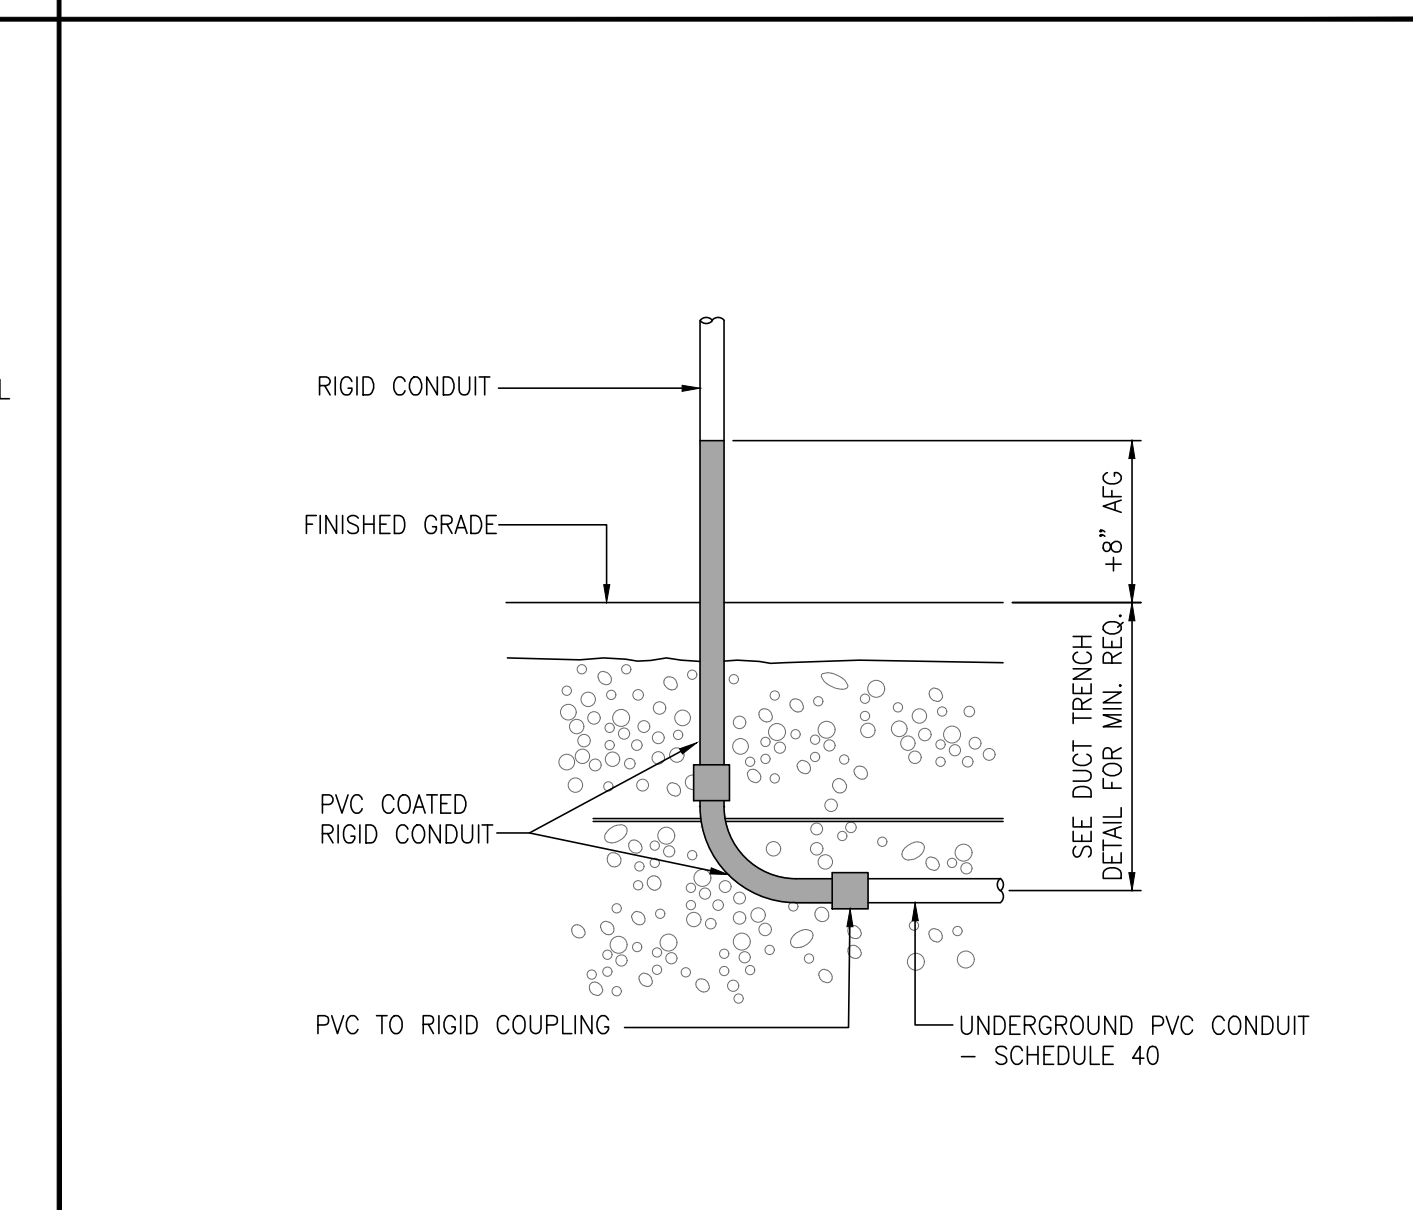 L
RIGID CONDUIT
FINISHED GRADE
+8" AFG
SEE DUCT TRENCH
DETAIL FOR MIN. REQ.
PVC COATED
RIGID CONDUIT
PVC TO RIGID COUPLING
UNDERGROUND PVC CONDUIT
– SCHEDULE 40